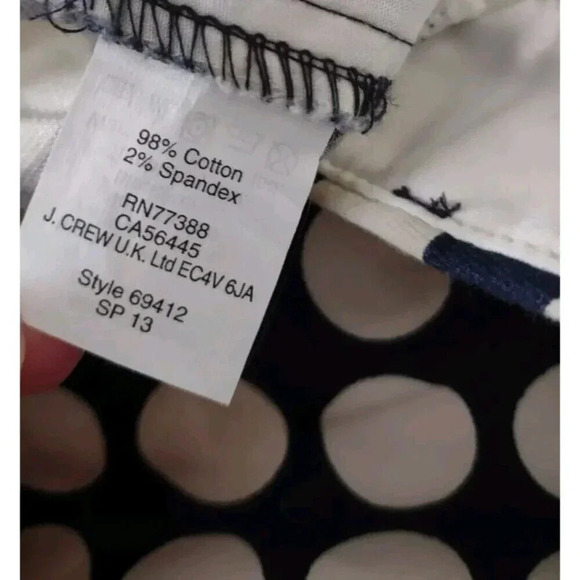 98% Cotton
2% Spandex
RN77388
CA56445
J. CREW U.K. Ltd EC4V 6JA
Style 69412
SP 13